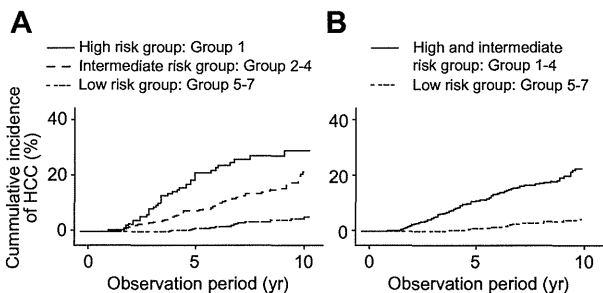 A
High risk group: Group 1
Intermediate risk group: Group 2-4
Low risk group: Group 5-7
Cummulative incidence
of HCC (%)
40
20
0
0 5 10
Observation period (yr)
B
High and intermediate
risk group: Group 1-4
Low risk group: Group 5-7
40
20
0
0 5 10
Observation period (yr)